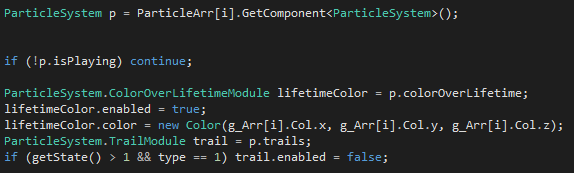 ParticleSystem p = ParticleArr[i].GetComponent<ParticleSystem>();
if (!p.isPlaying) continue;
ParticleSystem.ColorOverLifetimeModule lifetimeColor = p.colorOverLifetime;
lifetimeColor.enabled = true;
lifetimeColor.color = new Color(g_Arr[i].Col.x, g_Arr[i].Col.y, g_Arr[i].Col.z);
ParticleSystem.TrailModule trail = p.trails;
if (getState() > 1 && type == 1) trail.enabled = false;